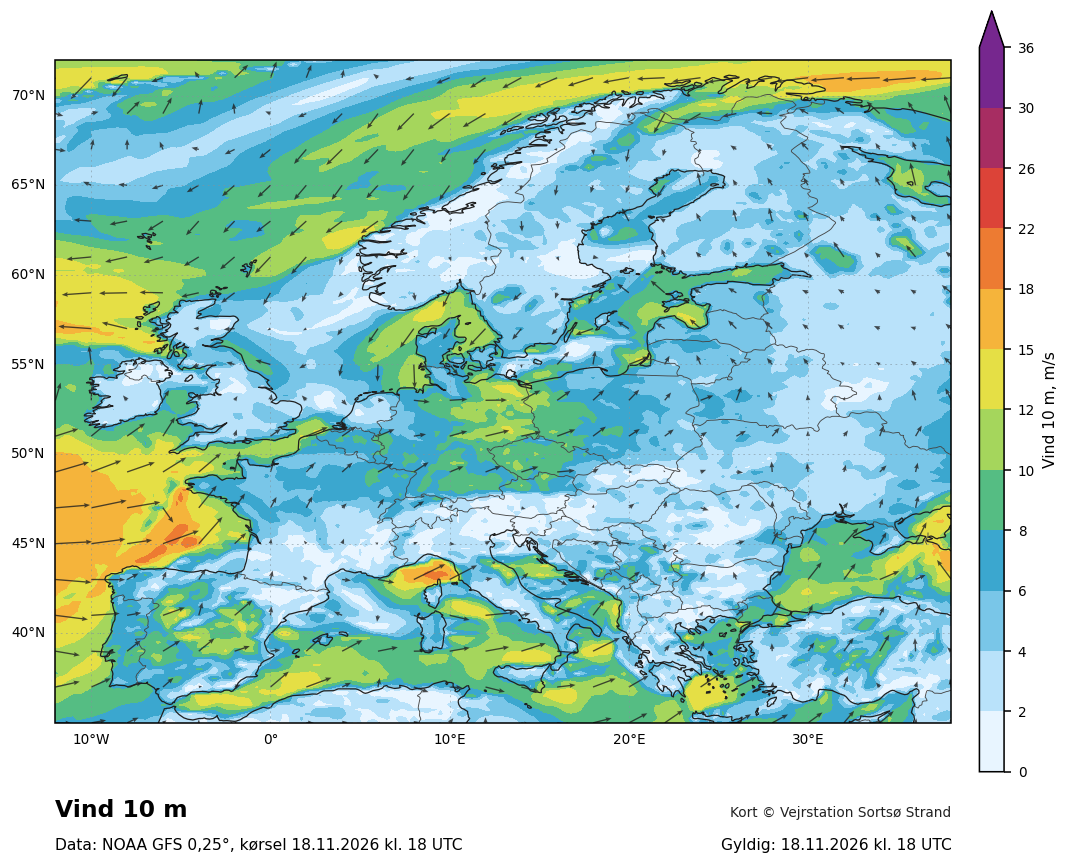 36
30
26
22
18
15
12
10
8
6
4
2
0
Vind 10 m, m/s
70°N
65°N
60°N
55°N
50°N
45°N
40°N
10°W 0° 10°E 20°E 30°E
Vind 10 m
Kort © Vejrstation Sortsø Strand
Data: NOAA GFS 0,25°, kørsel 18.11.2026 kl. 18 UTC
Gyldig: 18.11.2026 kl. 18 UTC